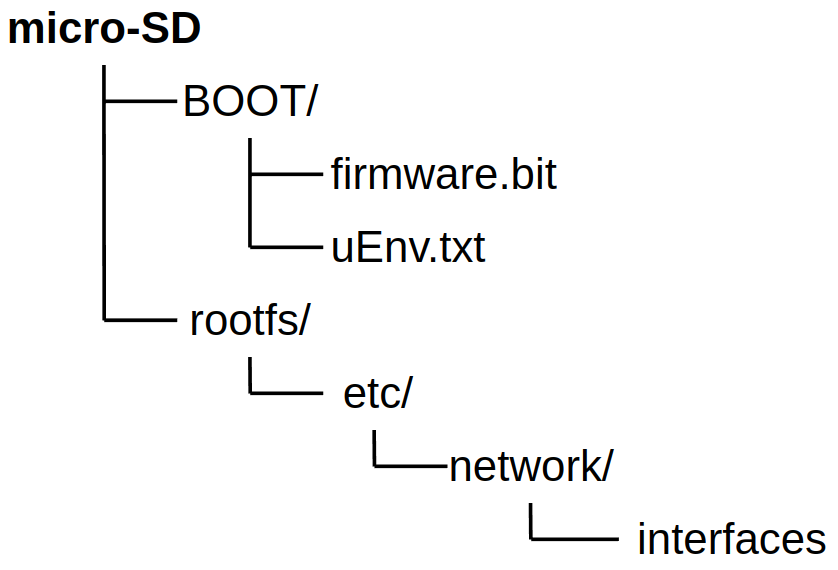 micro-SD
BOOT/
firmware.bit
uEnv.txt
rootfs/
etc/
network/
interfaces